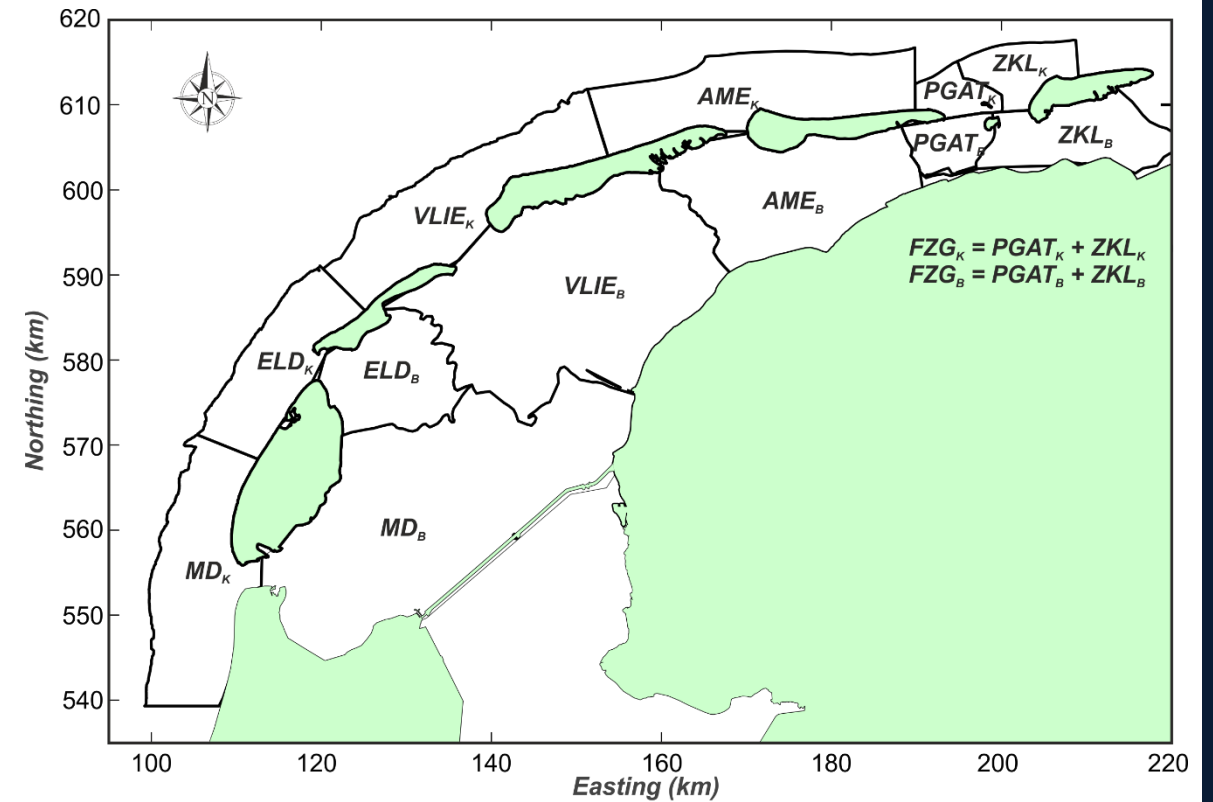 620
610
600
590
580
570
560
550
540
Northing (km)
N
ZKL_K
PGAT_K
AME_K
PGAT_B
ZKL_B
AME_B
VLIE_K
FZG_K = PGAT_K + ZKL_K
FZG_B = PGAT_B + ZKL_B
VLIE_B
ELD_K
ELD_B
MD_B
MD_K
100 120 140 160 180 200 220
Easting (km)